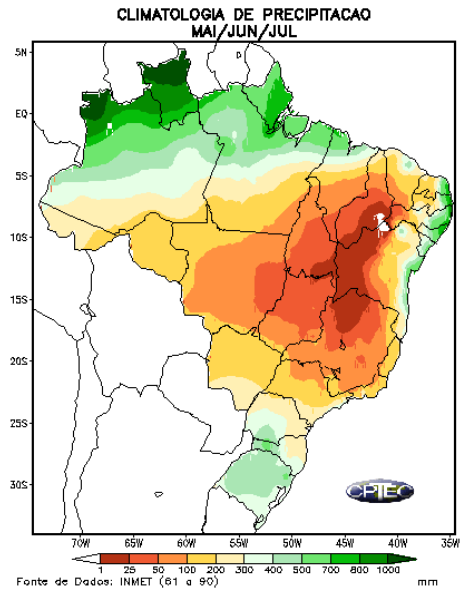 CLIMATOLOGIA DE PRECIPITACAO
MAI/JUN/JUL
5N
EQ
5S
10S
15S
20S
25S
30S
70W 65W 60W 55W 50W 45W 40W 35W
CPTEC
1 25 50 100 200 300 400 500 700 800 1000
Fonte de Dados: INMET (61 a 90) mm